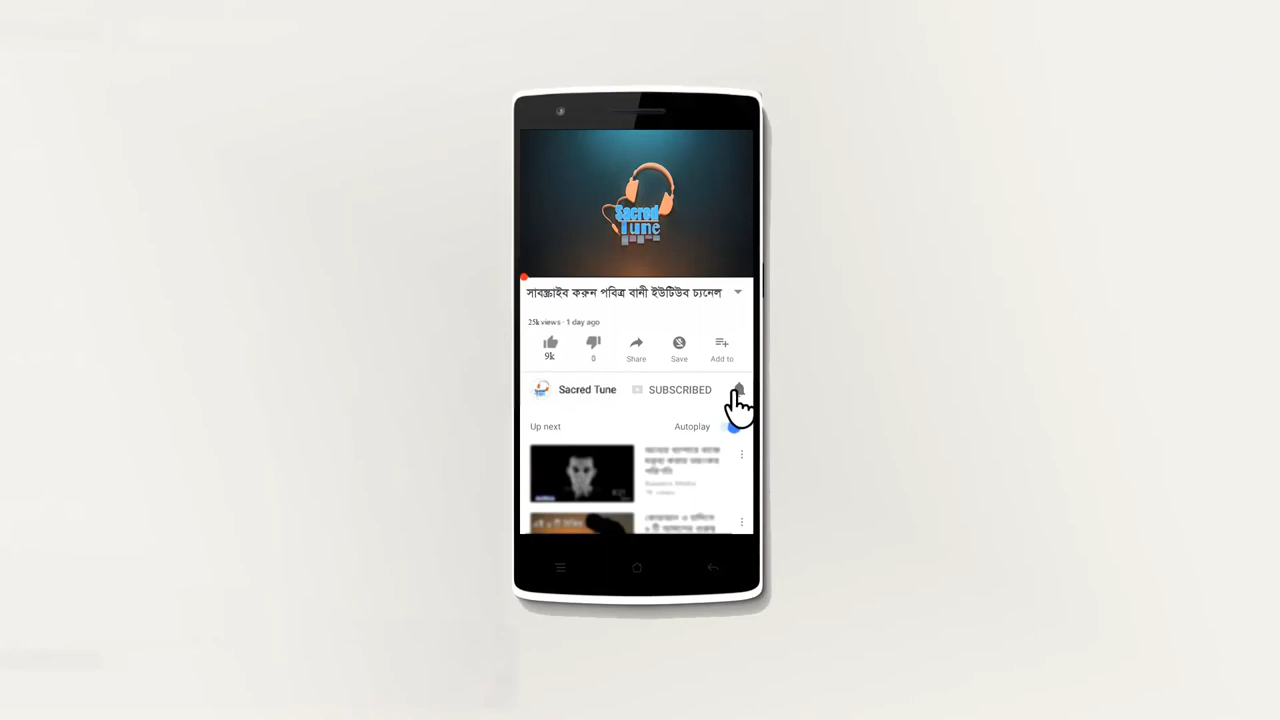 Sacred
Tune
সাবস্ক্রাইব করুন পবিত্র বানী ইউটিউব চ্যনেল
25k views · 1 day ago
9k
0
Share
Save
Add to
Sacred Tune
SUBSCRIBED
Up next
Autoplay